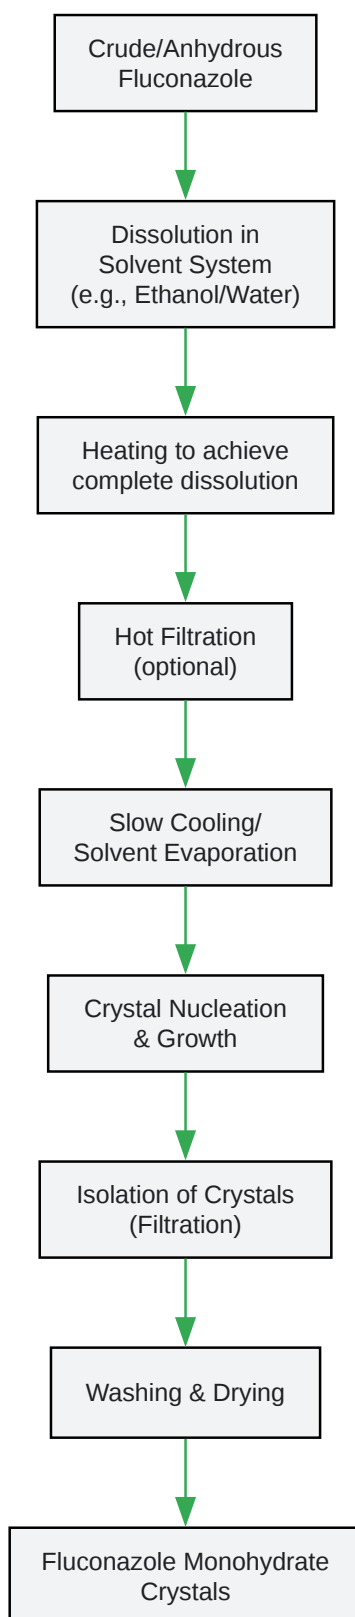 Crude/Anhydrous
Fluconazole
Dissolution in
Solvent System
(e.g., Ethanol/Water)
Heating to achieve
complete dissolution
Hot Filtration
(optional)
Slow Cooling/
Solvent Evaporation
Crystal Nucleation
& Growth
Isolation of Crystals
(Filtration)
Washing & Drying
Fluconazole Monohydrate
Crystals